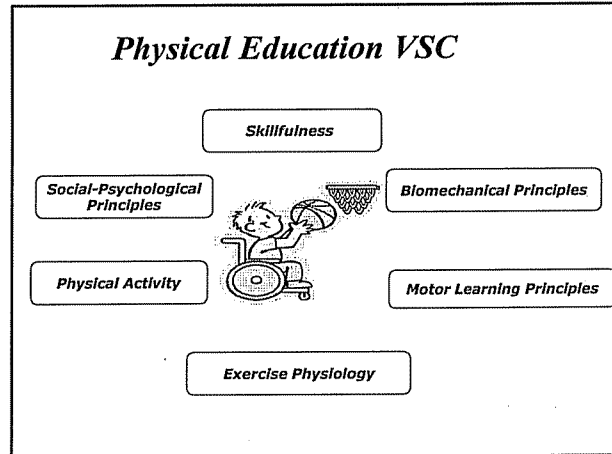 Physical Education VSC
Skillfulness
Social-Psychological
Principles
Biomechanical Principles
Physical Activity
Motor Learning Principles
Exercise Physiology